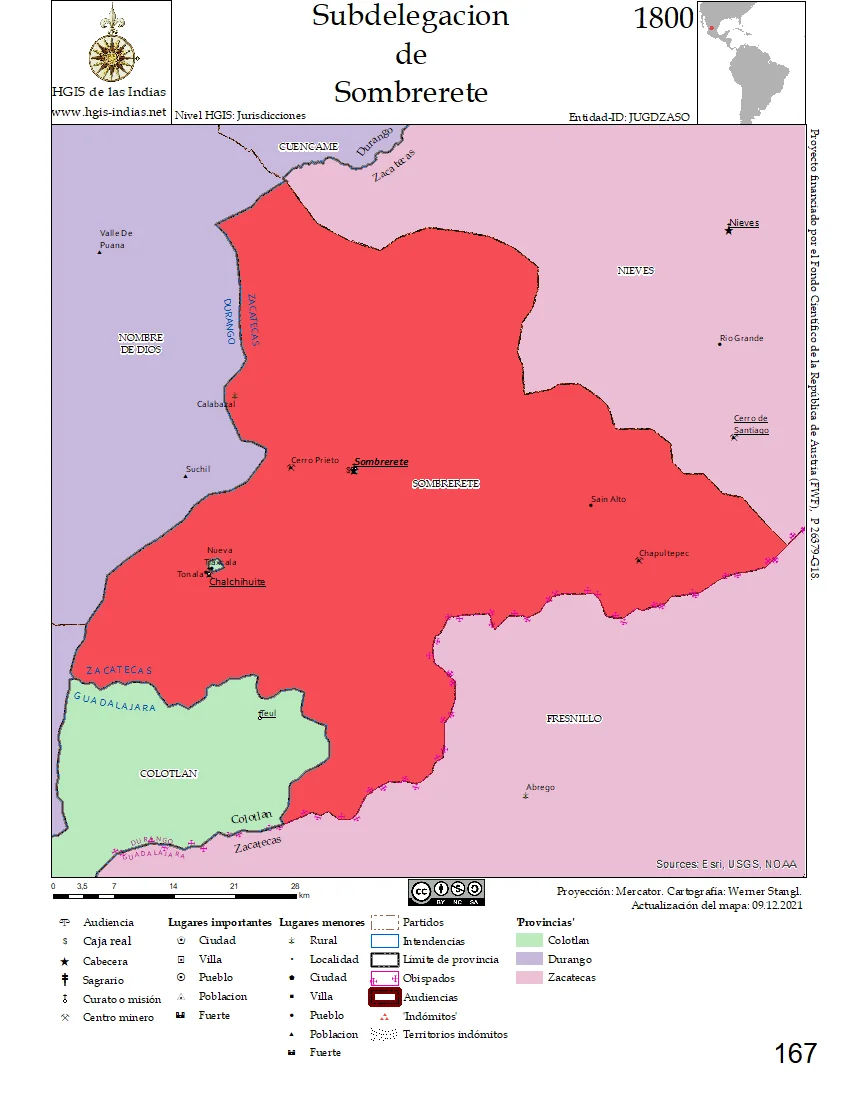 Subdelegacion
de
Sombrerete
1800
HGIS de las Indias
www.hgis-indias.net
Nivel HGIS: Jurisdicciones
Entidad-ID: JUGDZASO
CUENCAME
Durango
Zacatecas
Valle De
Puana
Nieves
NIEVES
ZACATECAS
DURANGO
NOMBRE
DE DIOS
Rio Grande
Calabazal
Cerro de
Santiago
Cerro Prieto
Sombrerete
Suchil
SOMBRERETE
Sain Alto
Nueva
Tlaxcala
Chapultepec
Tonala
Chalchihuite
ZACATECAS
GUADALAJARA
Teul
FRESNILLO
COLOTLAN
Abrego
Colotlan
Zacatecas
DURANGO
GUADALAJARA
Sources: Esri, USGS, NOAA
Proyecto financiado por el Fondo Científico de la República de Austria (FWF), P 26379-G18.
0 3,5 7 14 21 28
km
CC BY NC SA
Proyección: Mercator. Cartografía: Werner Stangl.
Actualización del mapa: 09.12.2021
Audiencia
S Caja real
Cabecera
Sagrario
Curato o misión
Centro minero
Lugares importantes
Ciudad
Villa
Pueblo
Poblacion
Fuerte
Lugares menores
Rural
Localidad
Ciudad
Villa
Pueblo
Poblacion
Fuerte
Partidos
Intendencias
Límite de provincia
Obispados
Audiencias
'Indómitos'
Territorios indómitos
'Provincias'
Colotlan
Durango
Zacatecas
167